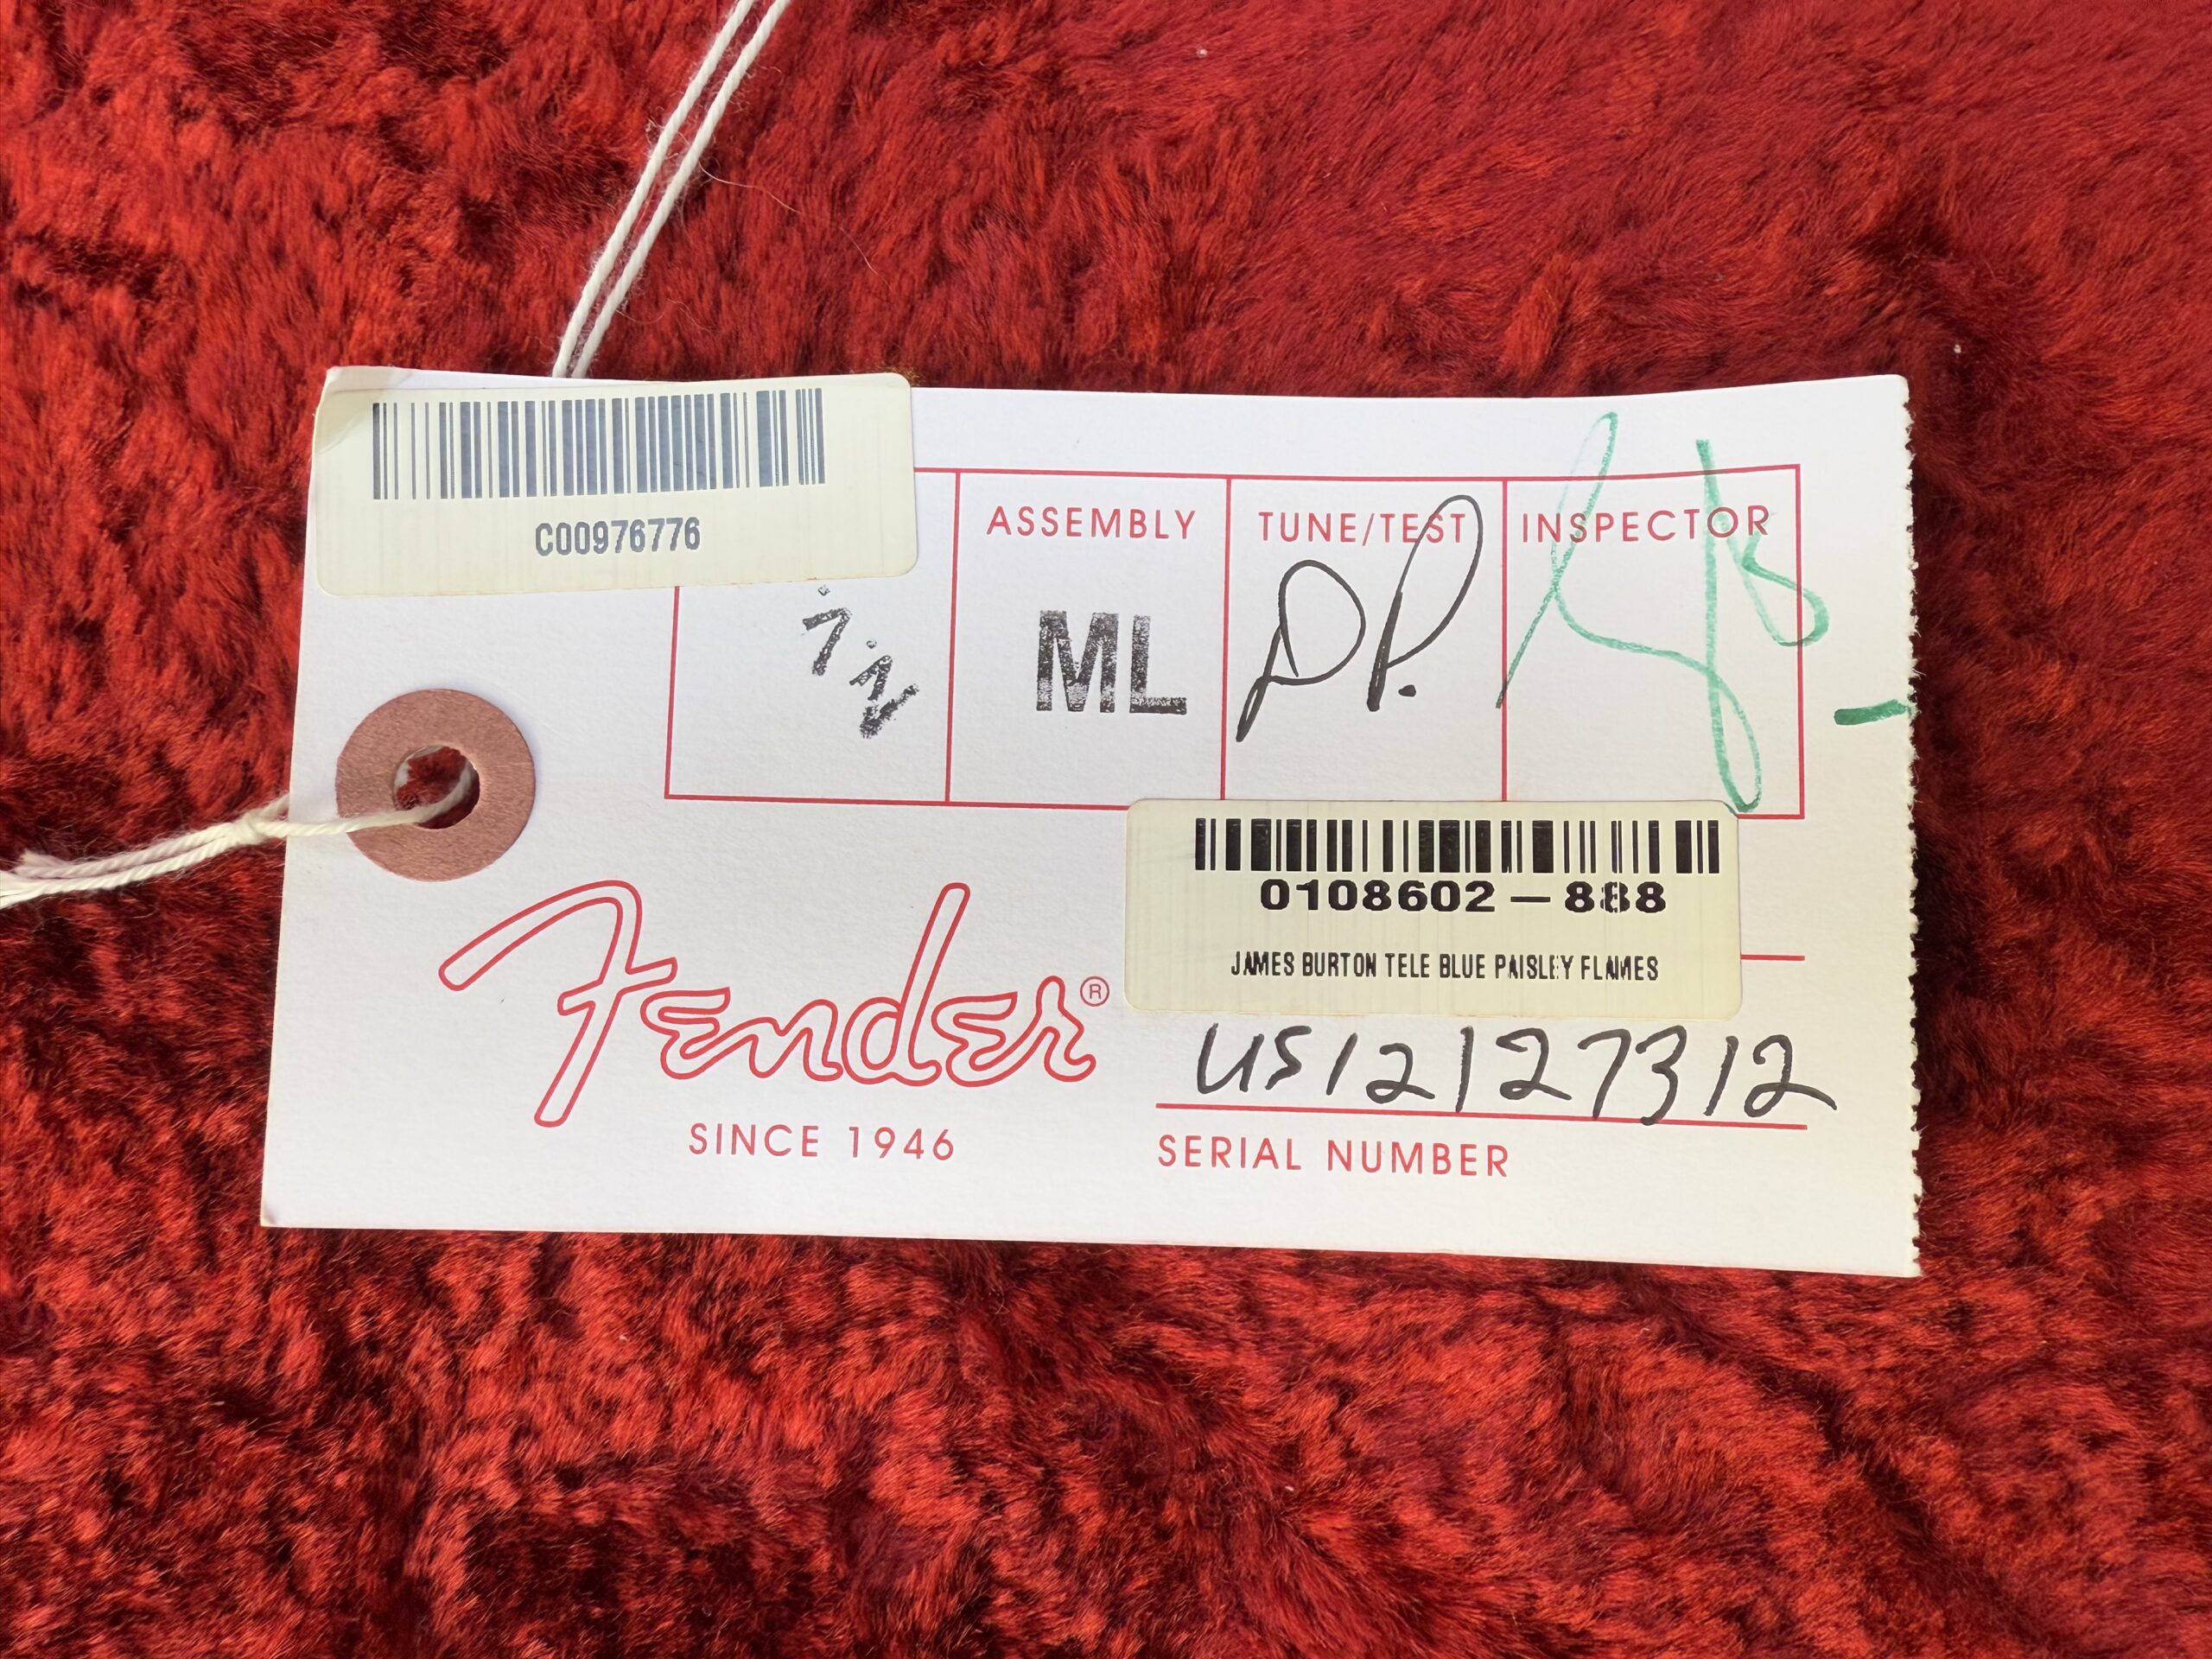 C00976776
ASSEMBLY TUNE/TEST INSPECTOR
ML D.P.
0108602-888
JAMES BURTON TELE BLUE PAISLEY FLAMES
Fender®
SINCE 1946
US12127312
SERIAL NUMBER